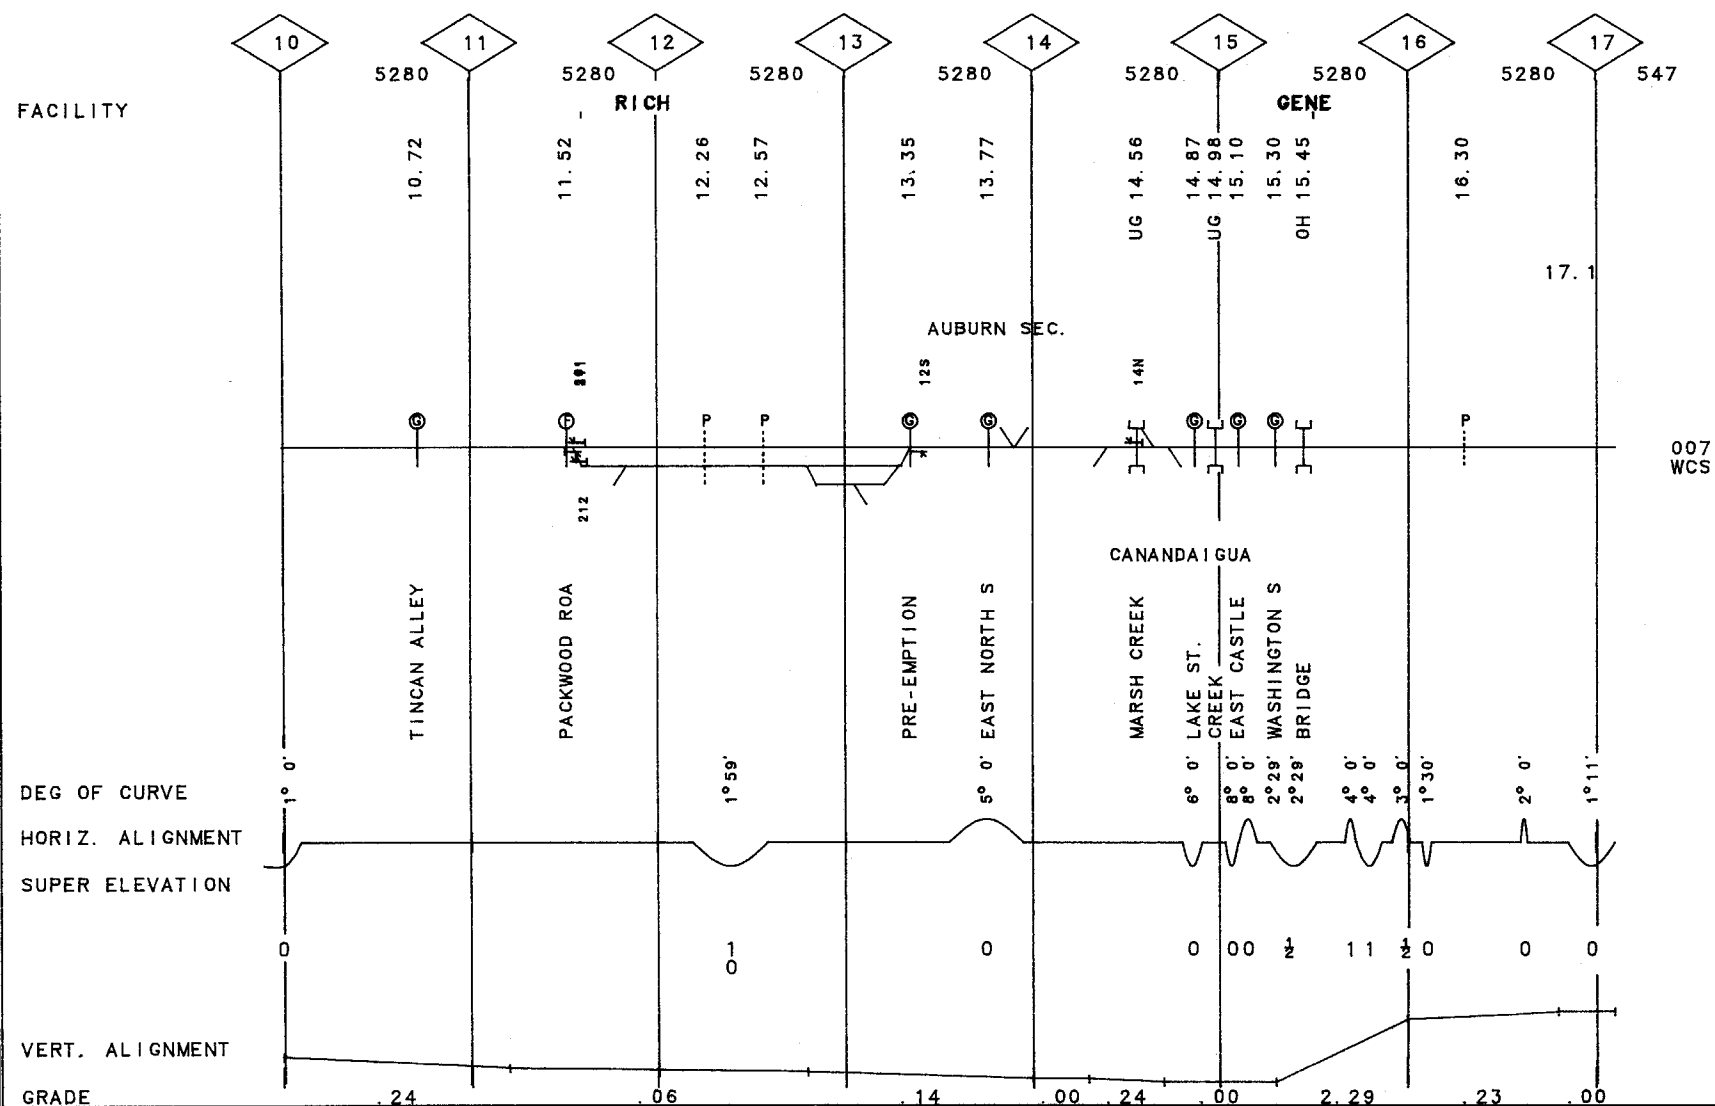 10 11 12 13 14 15 16 17
5280 5280 5280 5280 5280 5280 5280 547
FACILITY RICH GENE
10.72
11.52
12.26
12.57
13.35
13.77
UG 14.56
14.87
UG 14.98
15.10
15.30
OH 15.45
16.30
17.1
AUBURN SEC.
12S
14N
G F P P G G G G G P
007
WCS
212
CANANDAIGUA
TINCAN ALLEY
PACKWOOD ROA
PRE-EMPTION
EAST NORTH S
MARSH CREEK
LAKE ST.
CREEK
EAST CASTLE
WASHINGTON S
BRIDGE
DEG OF CURVE
1° 0'
1°59'
5° 0'
6° 0'
8° 0'
8° 0'
2°29'
2°29'
4° 0'
4° 0'
3° 0'
1°30'
2° 0'
1°11'
HORIZ. ALIGNMENT
SUPER ELEVATION
0 1 0 0 00 ½ 11 ½ 0 0 0
0
VERT. ALIGNMENT
GRADE .24 .06 .14 .00 .24 .00 2.29 .23 .00